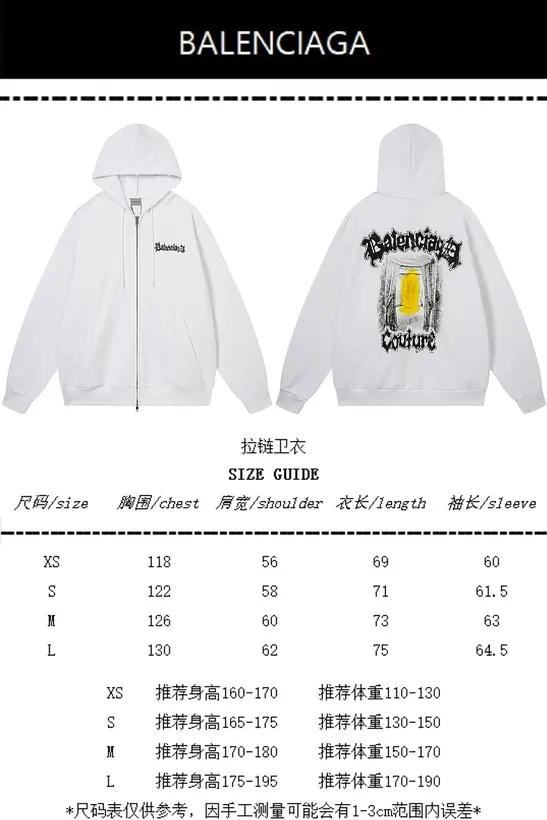 BALENCIAGA
Balenciaga
Balenciaga
Couture
拉链卫衣
SIZE GUIDE
尺码/size 胸围/chest 肩宽/shoulder 衣长/length 袖长/sleeve
XS 118 56 69 60
S 122 58 71 61.5
M 126 60 73 63
L 130 62 75 64.5
XS 推荐身高160-170 推荐体重110-130
S 推荐身高165-175 推荐体重130-150
M 推荐身高170-180 推荐体重150-170
L 推荐身高175-195 推荐体重170-190
*尺码表仅供参考，因手工测量可能会有1-3cm范围内误差*